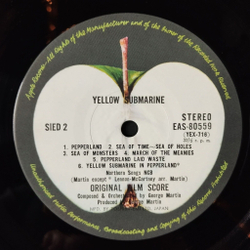 Apple Records. All rights of the Manufacturer and of the Owner of the Recorded Work reserved.
YELLOW SUBMARINE
SIED 2
STEREO
EAS-80559
(YEX-716)
1. PEPPERLAND 2. SEA OF TIME—SEA OF HOLES
3. SEA OF MONSTERS 4. MARCH OF THE MEANIES
5. PEPPERLAND LAID WASTE
6. YELLOW SUBMARINE IN PEPPERLAND*
Northern Songs NCB
(Martin except * Lennon-McCartney arr. Martin)
ORIGINAL FILM SCORE
Composed & Orchestrated by George Martin
Produced by George Martin
Unauthorised Public Performance, Broadcasting and Copying of this Record Prohibited